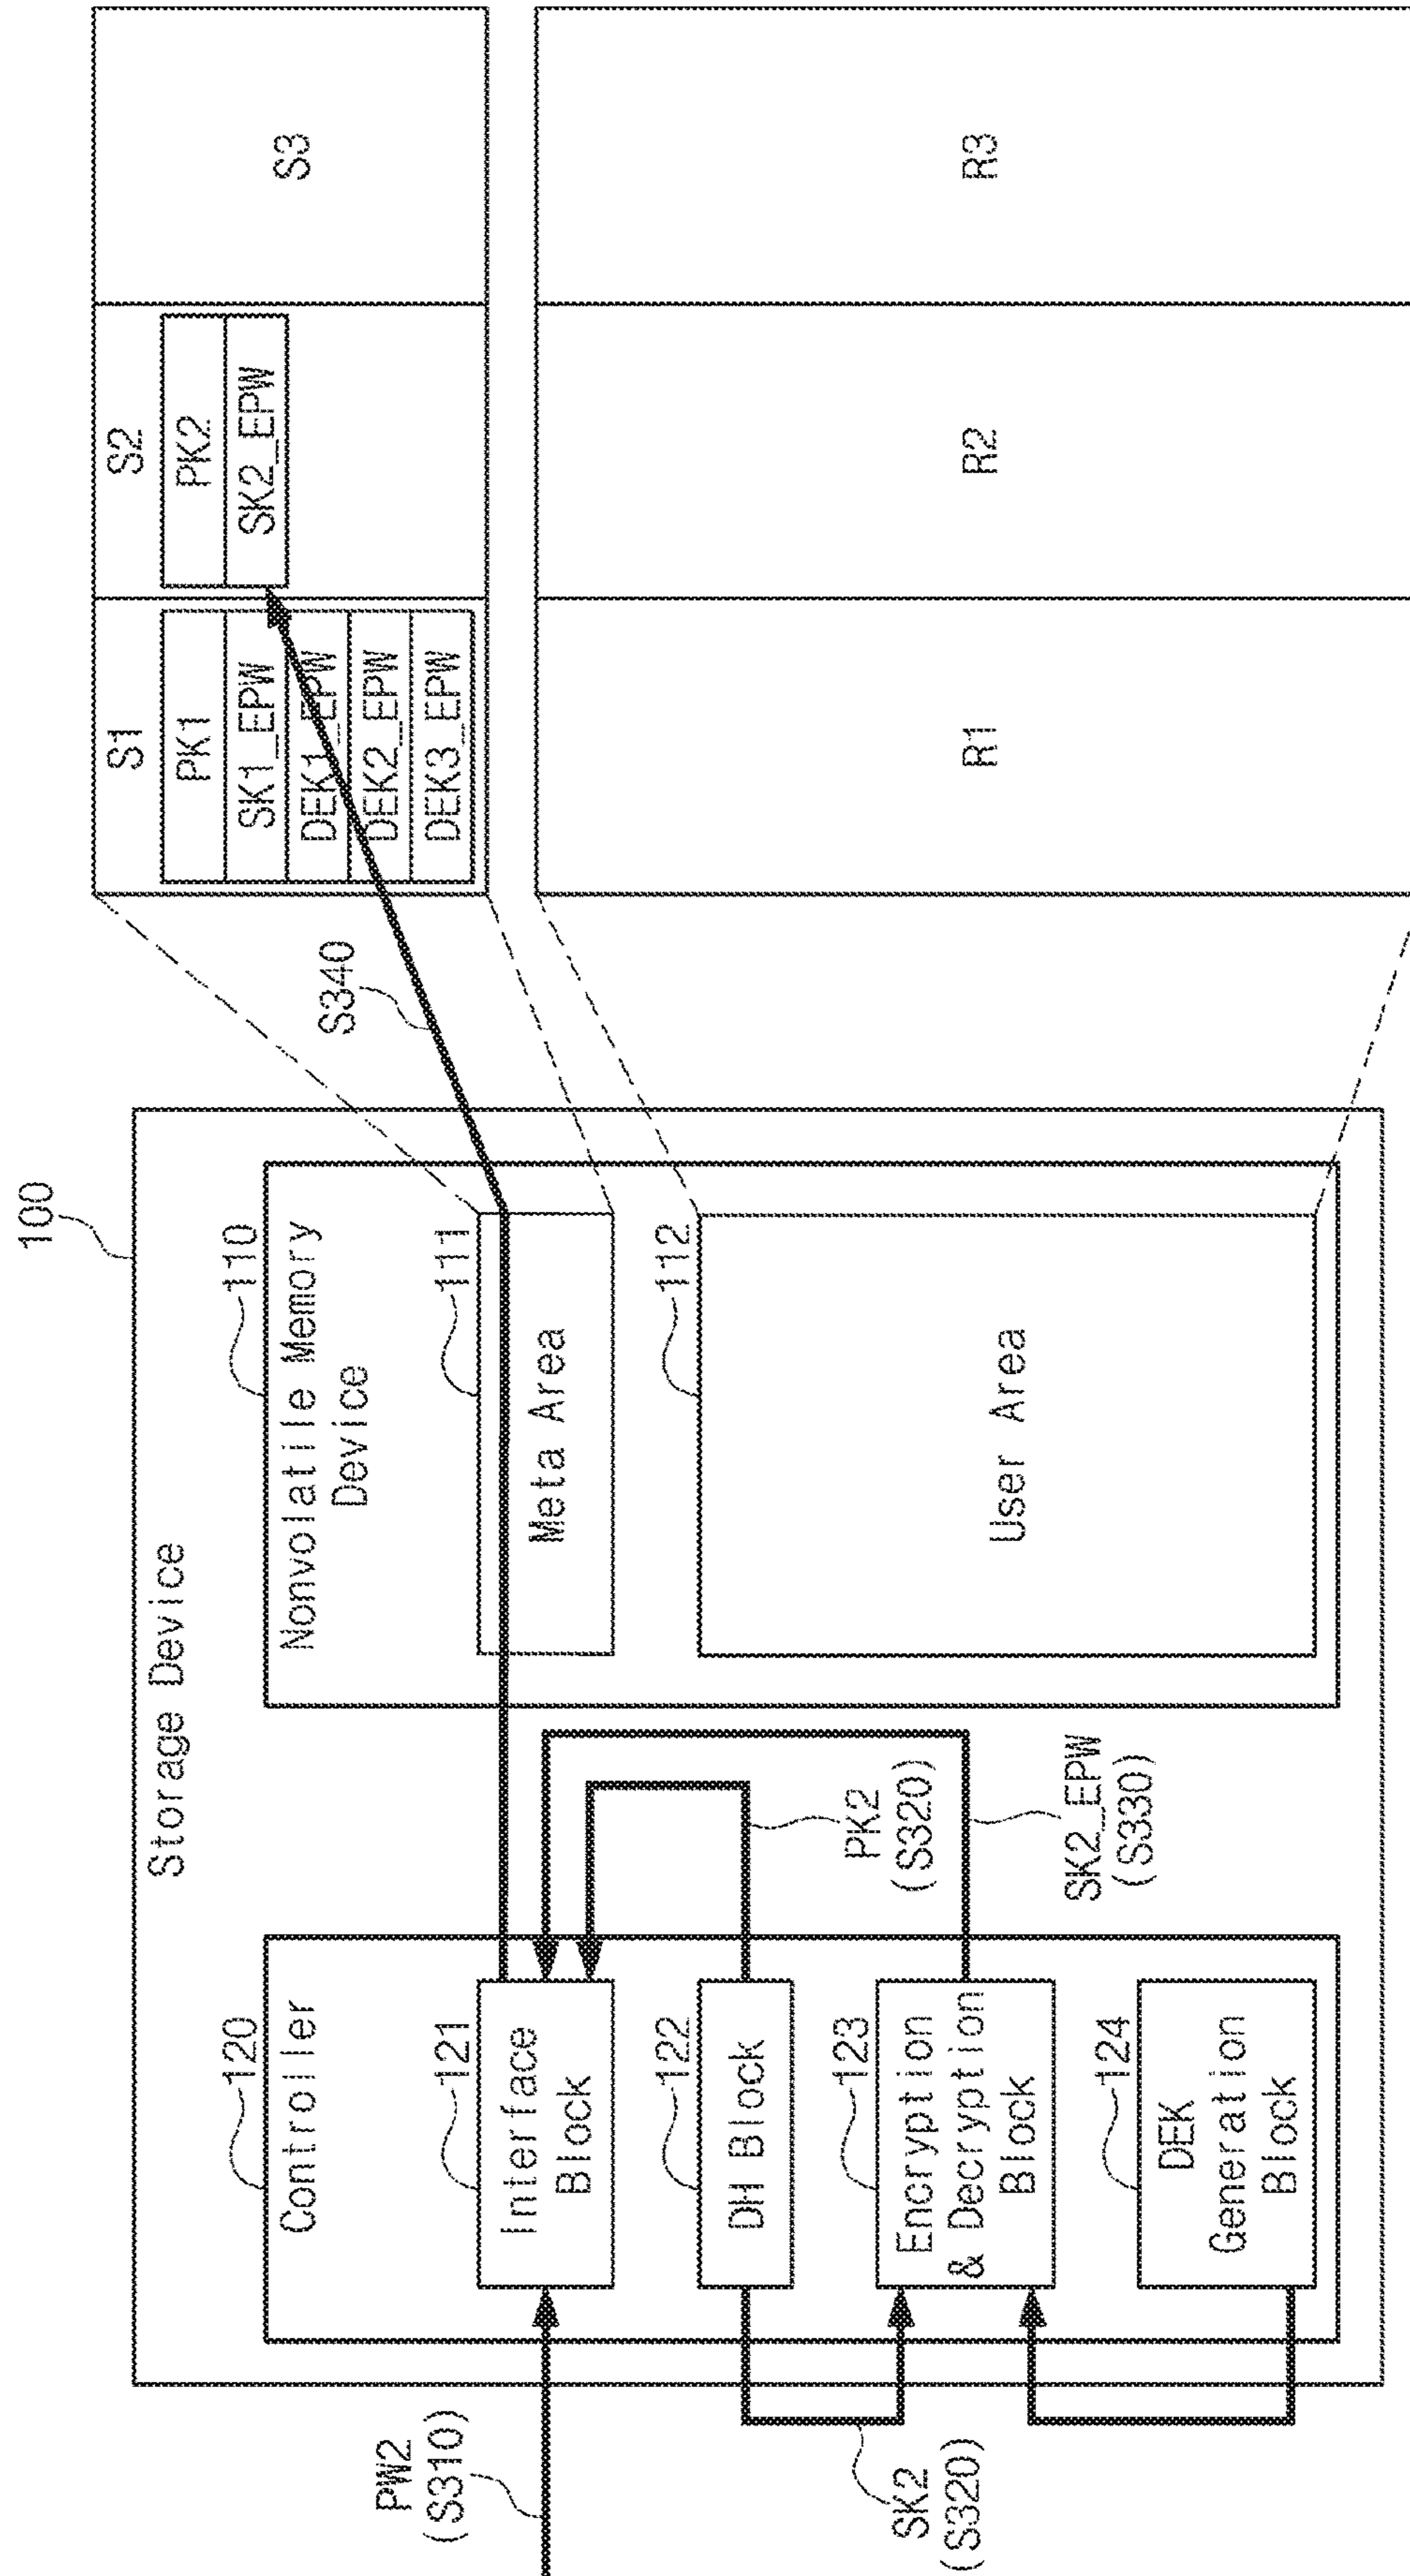 100
Storage Device
120
Controller
110
Nonvolatile Memory
Device
PW2
(S310)
121
Interface
Block
111
Meta Area
S340
122
DH Block
112
User Area
PK2
(S320)
SK2
(S320)
123
Encryption
& Decryption
Block
SK2_EPW
(S330)
124
DEK
Generation
Block
S1
PK1
SK1_EPW
DEK1_EPW
DEK2_EPW
DEK3_EPW
S2
PK2
SK2_EPW
S3
R1
R2
R3